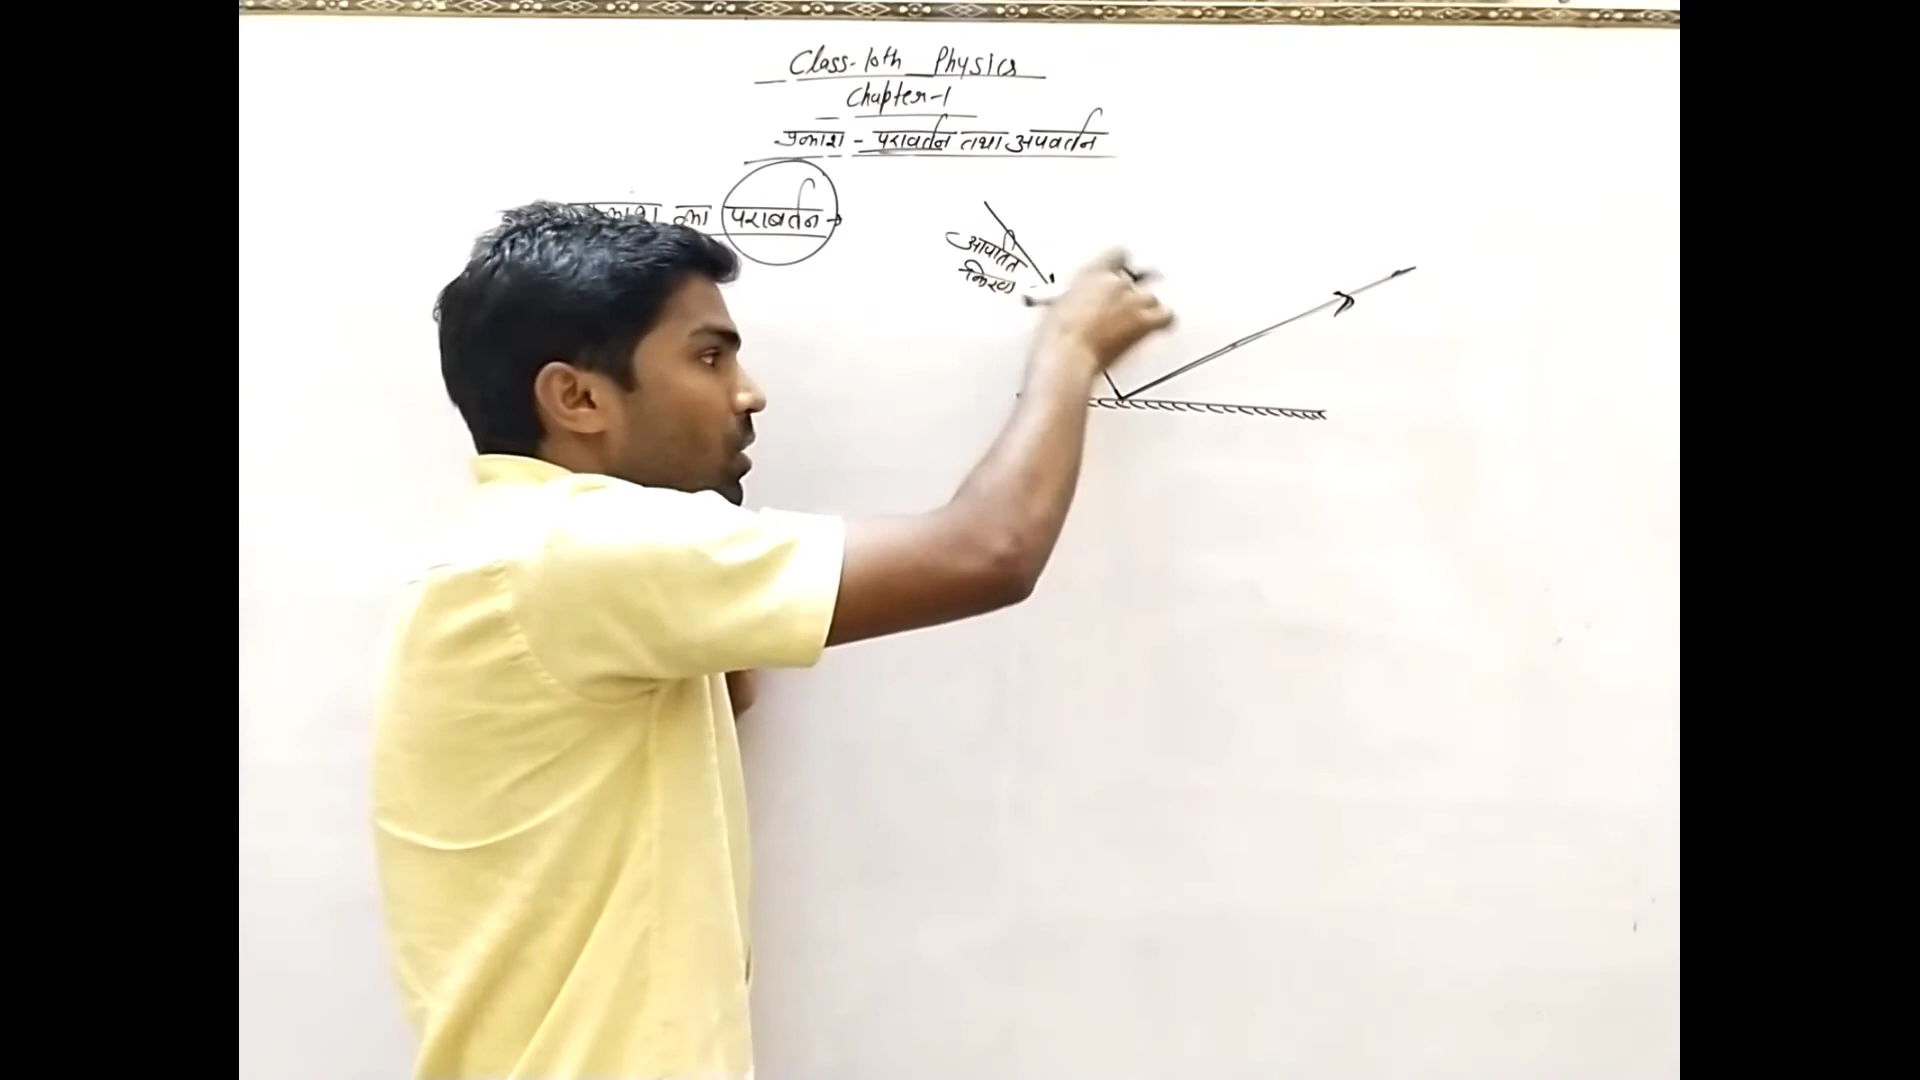 Class-10th Physics
Chapter-1
प्रकाश - परावर्तन तथा अपवर्तन
का परावर्तन →
आपतित
किरण